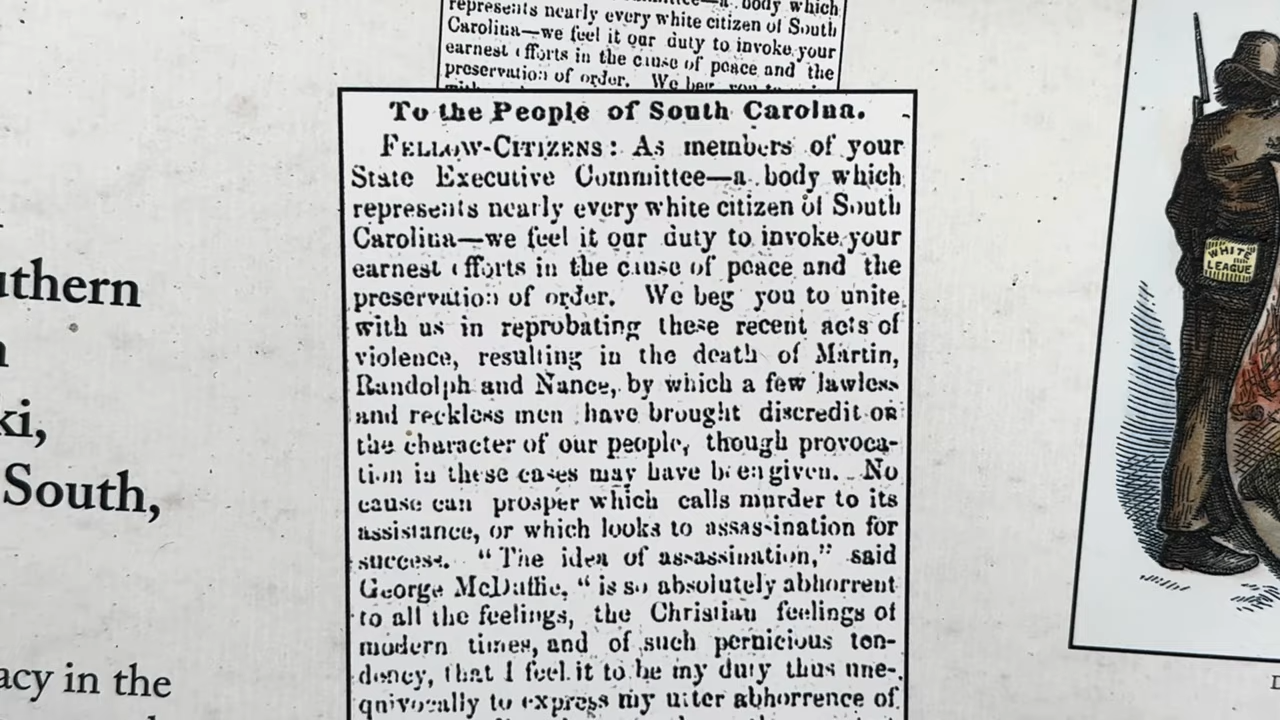 body which
represents nearly every white citizen of South
Carolina—we feel it our duty to invoke your
earnest efforts in the cause of peace and the
preservation of order. We beg you to
To the People of South Carolina.
FELLOW-CITIZENS: As members of your
State Executive Committee—a body which
represents nearly every white citizen of South
Carolina—we feel it our duty to invoke your
earnest efforts in the cause of peace and the
preservation of order. We beg you to unite
with us in reprobating these recent acts of
violence, resulting in the death of Martin,
Randolph and Nance, by which a few lawless
and reckless men have brought discredit on
the character of our people, though provoca-
tion in these cases may have been given. No
cause can prosper which calls murder to its
assistance, or which looks to assassination for
success. "The idea of assassination," said
George McDuffie, "is so absolutely abhorrent
to all the feelings, the Christian feelings of
modern times, and of such pernicious ten-
dency, that I feel it to be my duty thus une-
quivocally to express my utter abhorrence of
uthern
ki,
South,
acy in the
WHITE
LEAGUE